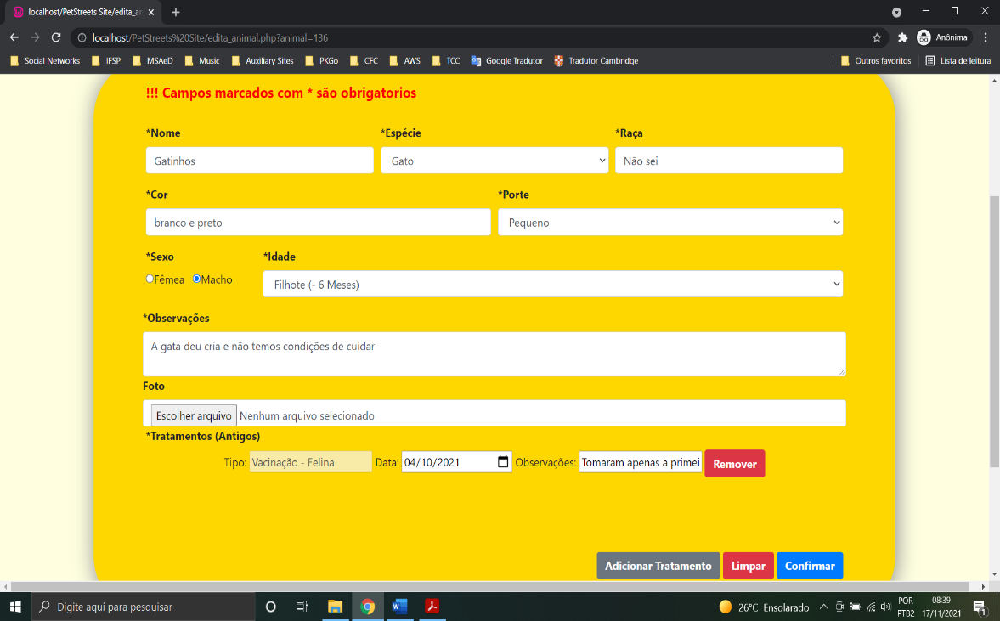 localhost/PetStreets Site/edita_ar
localhost/PetStreets%20Site/edita_animal.php?animal=136
Anônima
Social Networks IFSP MSAeD Music Auxiliary Sites PKGo CFC AWS TCC Google Tradutor Tradutor Cambridge Outros favoritos Lista de leitura
!!! Campos marcados com * são obrigatorios
*Nome *Espécie *Raça
Gatinhos Gato Não sei
*Cor *Porte
branco e preto Pequeno
*Sexo *Idade
Fêmea Macho Filhote (- 6 Meses)
*Observações
A gata deu cria e não temos condições de cuidar
Foto
Escolher arquivo Nenhum arquivo selecionado
*Tratamentos (Antigos)
Tipo: Vacinação - Felina Data: 04/10/2021 Observações: Tomaram apenas a primei Remover
Adicionar Tratamento Limpar Confirmar
Digite aqui para pesquisar 26°C Ensolarado POR 08:39
PTB2 17/11/2021 1